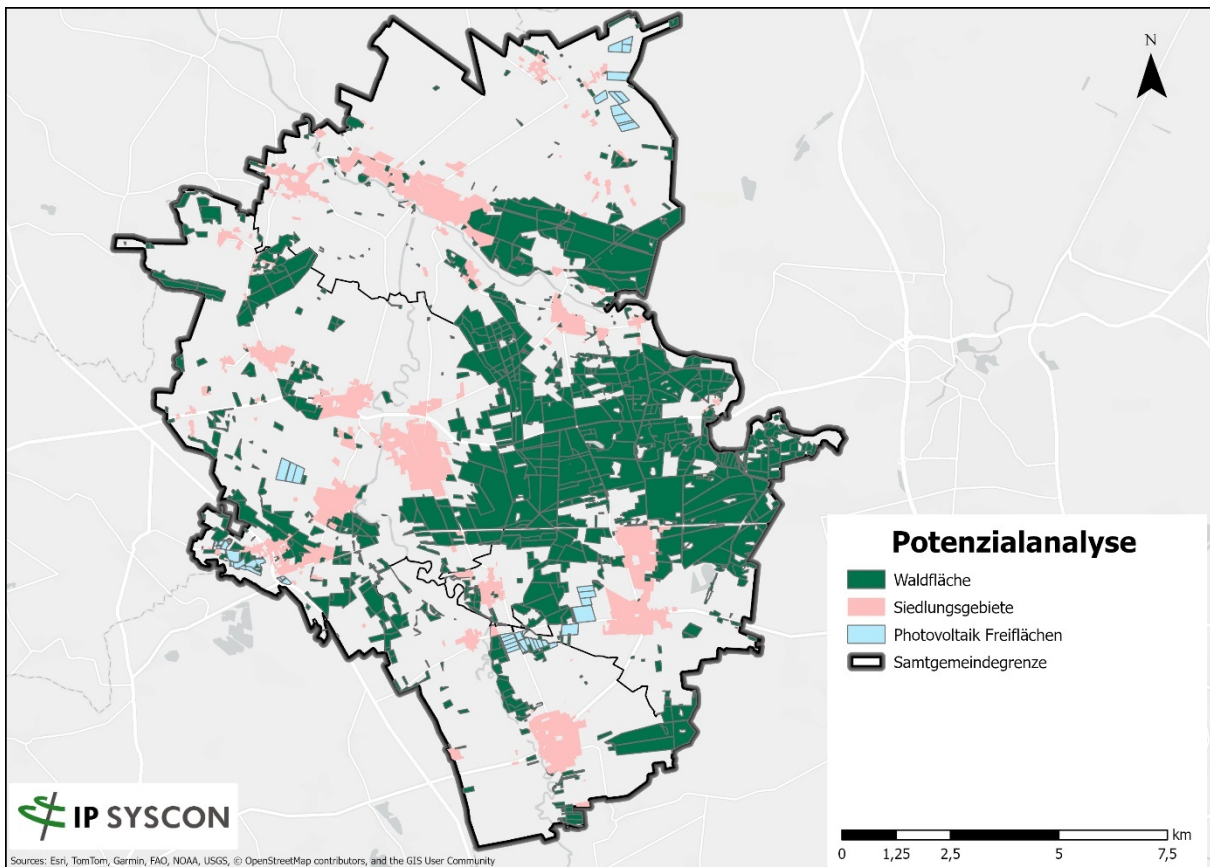 N
Potenzialanalyse
Waldfläche
Siedlungsgebiete
Photovoltaik Freiflächen
Samtgemeindegrenze
IP SYSCON
km
0 1,25 2,5 5 7,5
Sources: Esri, TomTom, Garmin, FAO, NOAA, USGS, © OpenStreetMap contributors, and the GIS User Community